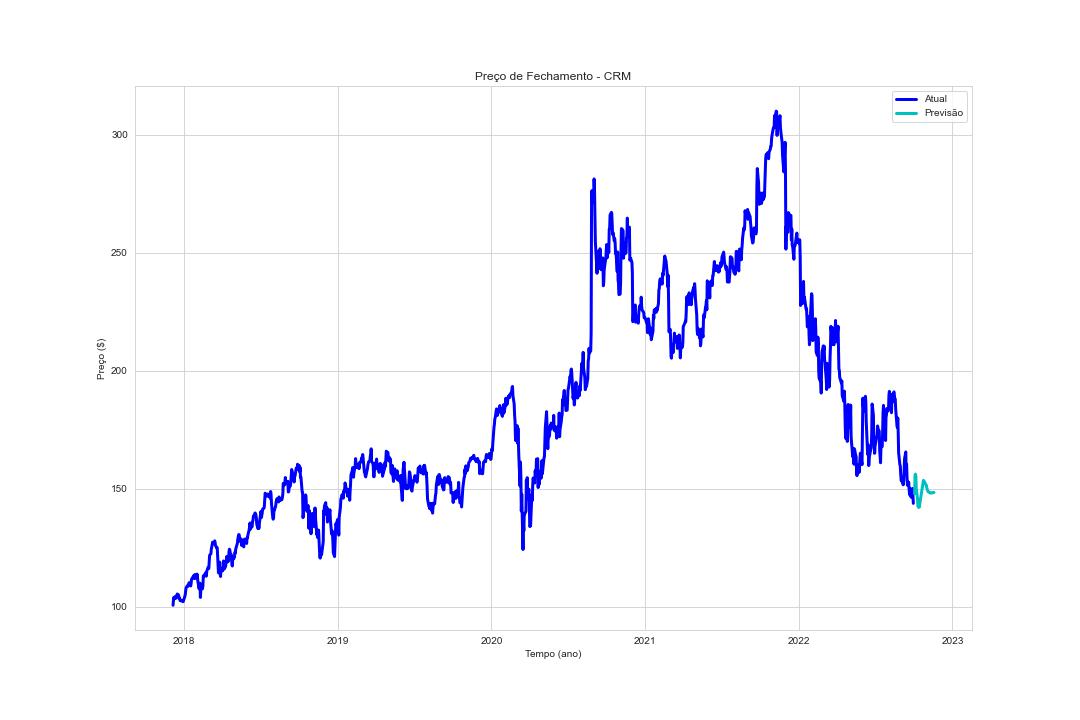 Preço de Fechamento - CRM
Atual
Previsão
300
250
200
150
100
Preço ($)
2018
2019
2020
2021
2022
2023
Tempo (ano)